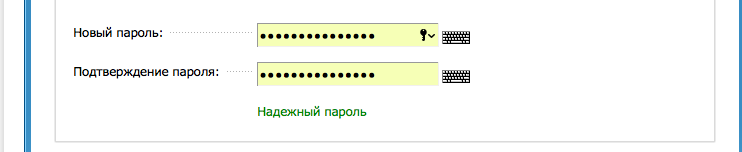 Новый пароль:
Подтверждение пароля:
Надежный пароль